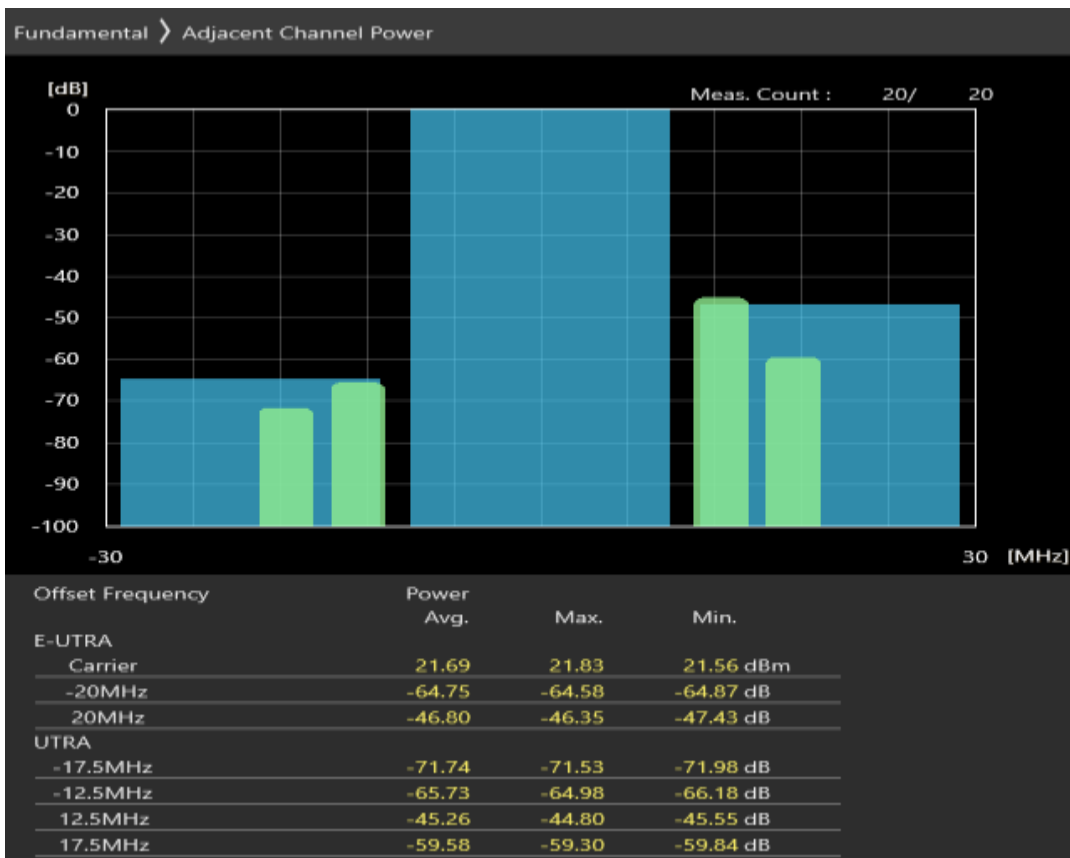 Fundamental ❯ Adjacent Channel Power
[dB]
Meas. Count : 20/ 20
0
-10
-20
-30
-40
-50
-60
-70
-80
-90
-100
-30 30 [MHz]
Offset Frequency Power
Avg. Max. Min.
E-UTRA
Carrier 21.69 21.83 21.56 dBm
-20MHz -64.75 -64.58 -64.87 dB
20MHz -46.80 -46.35 -47.43 dB
UTRA
-17.5MHz -71.74 -71.53 -71.98 dB
-12.5MHz -65.73 -64.98 -66.18 dB
12.5MHz -45.26 -44.80 -45.55 dB
17.5MHz -59.58 -59.30 -59.84 dB